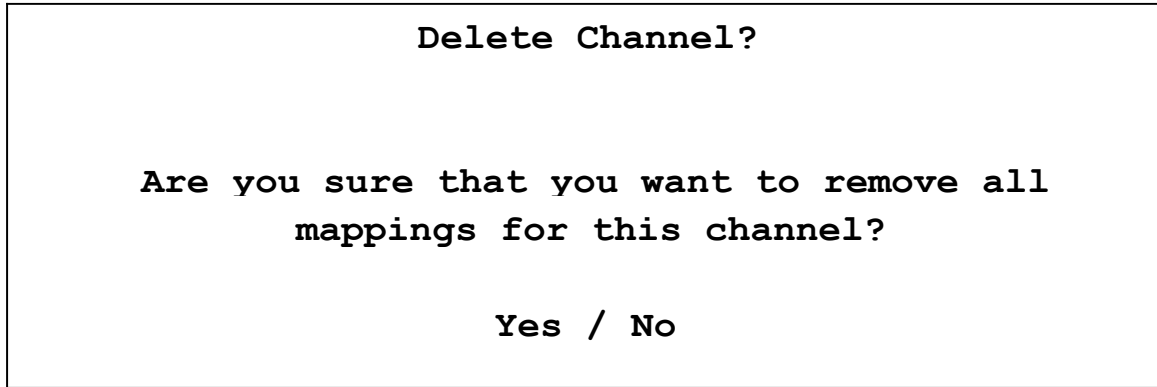 Delete Channel?
Are you sure that you want to remove all
mappings for this channel?
Yes / No